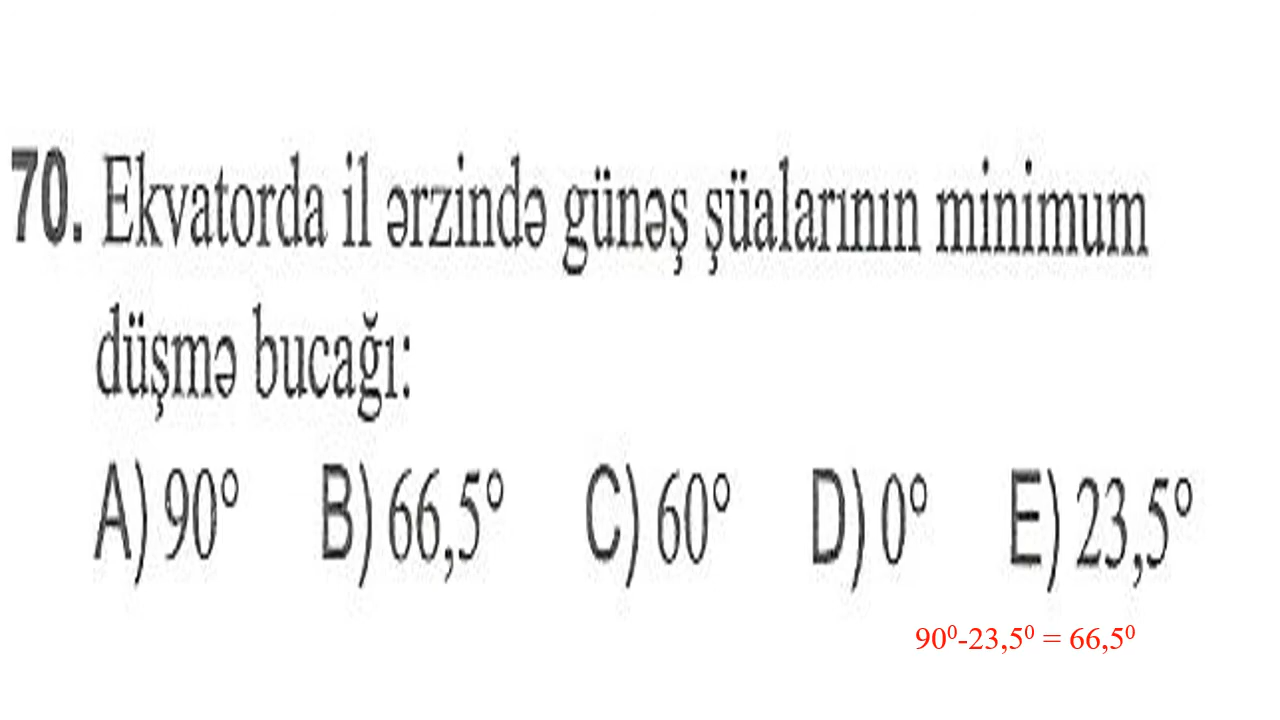 70. Ekvatorda il ərzində günəş şüalarının minimum
düşmə bucağı:
A) 90° B) 66,5° C) 60° D) 0° E) 23,5°
90⁰-23,5⁰ = 66,5⁰